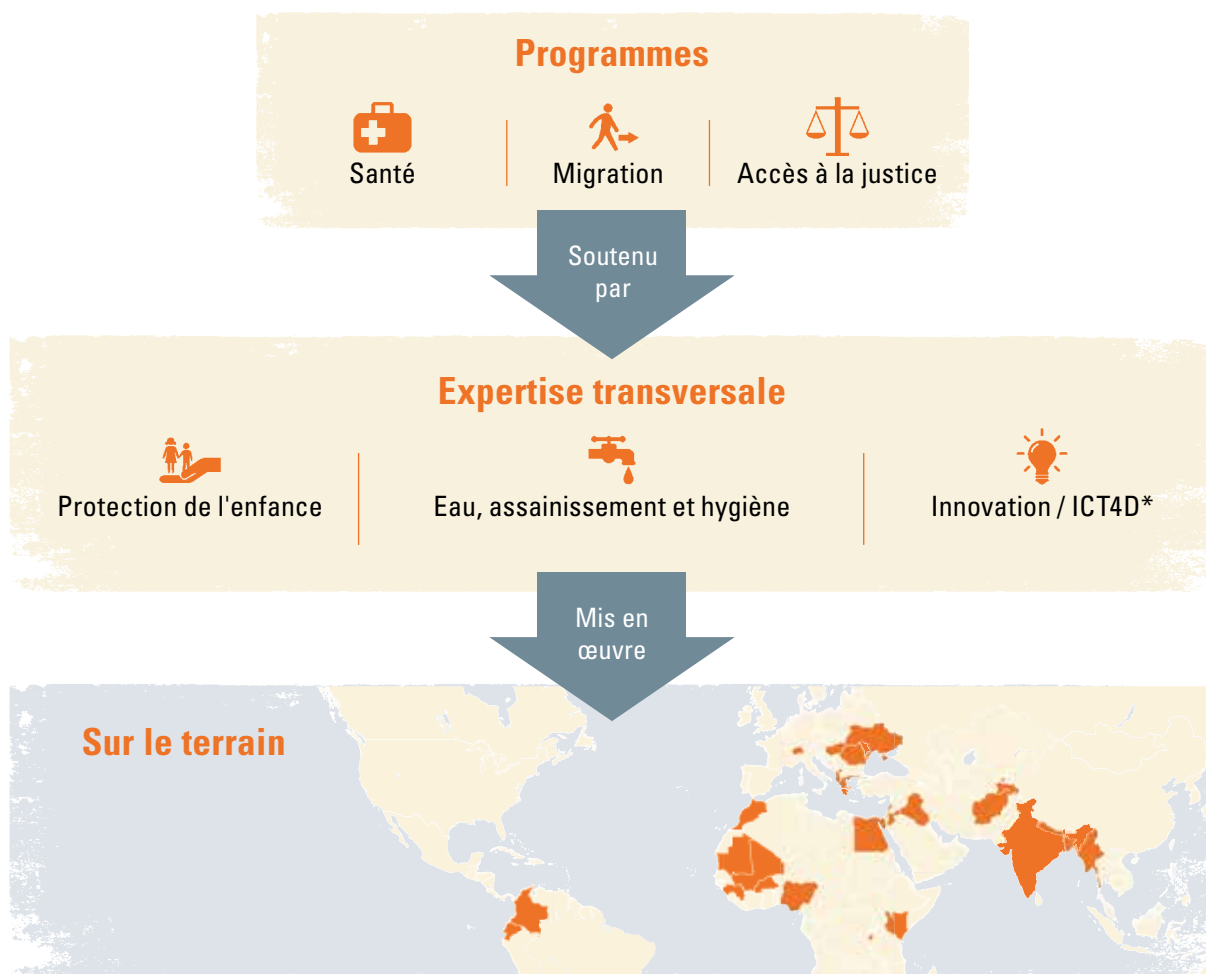 Programmes
Santé
Migration
Accès à la justice
Soutenu
par
Expertise transversale
Protection de l'enfance
Eau, assainissement et hygiène
Innovation / ICT4D*
Mis en
œuvre
Sur le terrain